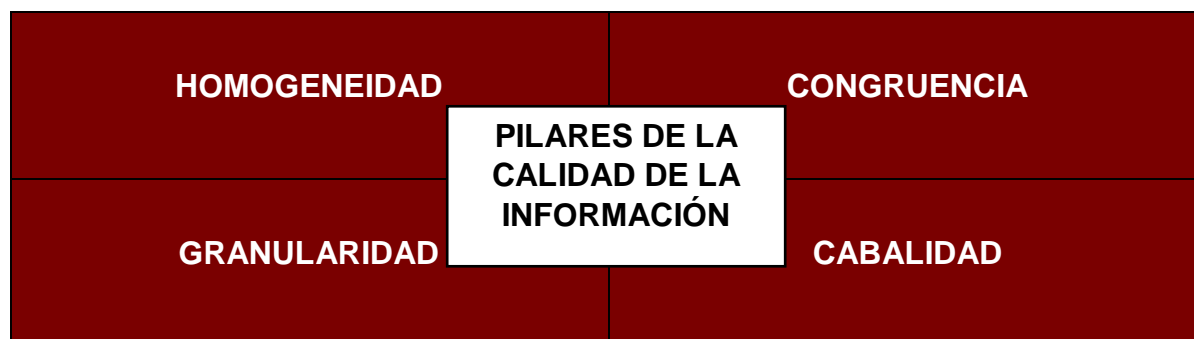 HOMOGENEIDAD
CONGRUENCIA
PILARES DE LA
CALIDAD DE LA
INFORMACIÓN
GRANULARIDAD
CABALIDAD